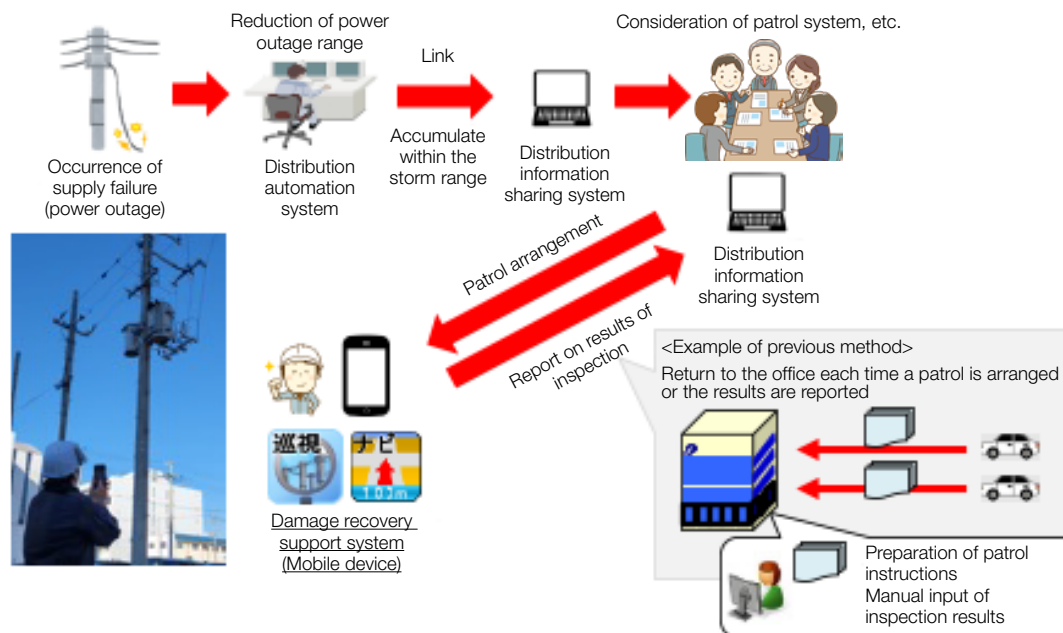 Occurrence of
supply failure
(power outage)
Reduction of power
outage range
Distribution
automation
system
Link
Accumulate
within the
storm range
Distribution
information
sharing system
Consideration of patrol system, etc.
Distribution
information
sharing system
Patrol arrangement
Report on results of
inspection
巡視
ナビ
100m
Damage recovery
support system
(Mobile device)
<Example of previous method>
Return to the office each time a patrol is arranged
or the results are reported
Preparation of patrol
instructions
Manual input of
inspection results